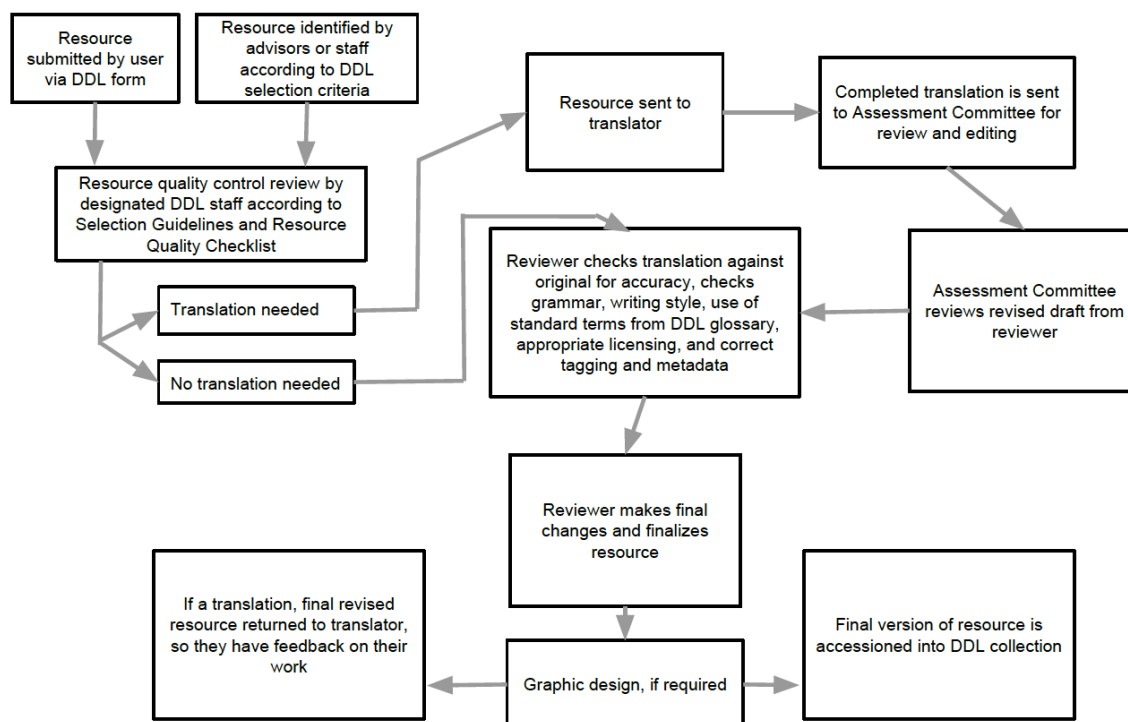 Resource
submitted by user
via DDL form
Resource identified by
advisors or staff
according to DDL
selection criteria
Resource sent to
translator
Completed translation is sent
to Assessment Committee for
review and editing
Resource quality control review by
designated DDL staff according to
Selection Guidelines and Resource
Quality Checklist
Translation needed
No translation needed
Reviewer checks translation against
original for accuracy, checks
grammar, writing style, use of
standard terms from DDL glossary,
appropriate licensing, and correct
tagging and metadata
Assessment Committee
reviews revised draft from
reviewer
Reviewer makes final
changes and finalizes
resource
If a translation, final revised
resource returned to translator,
so they have feedback on their
work
Graphic design, if required
Final version of resource is
accessioned into DDL collection